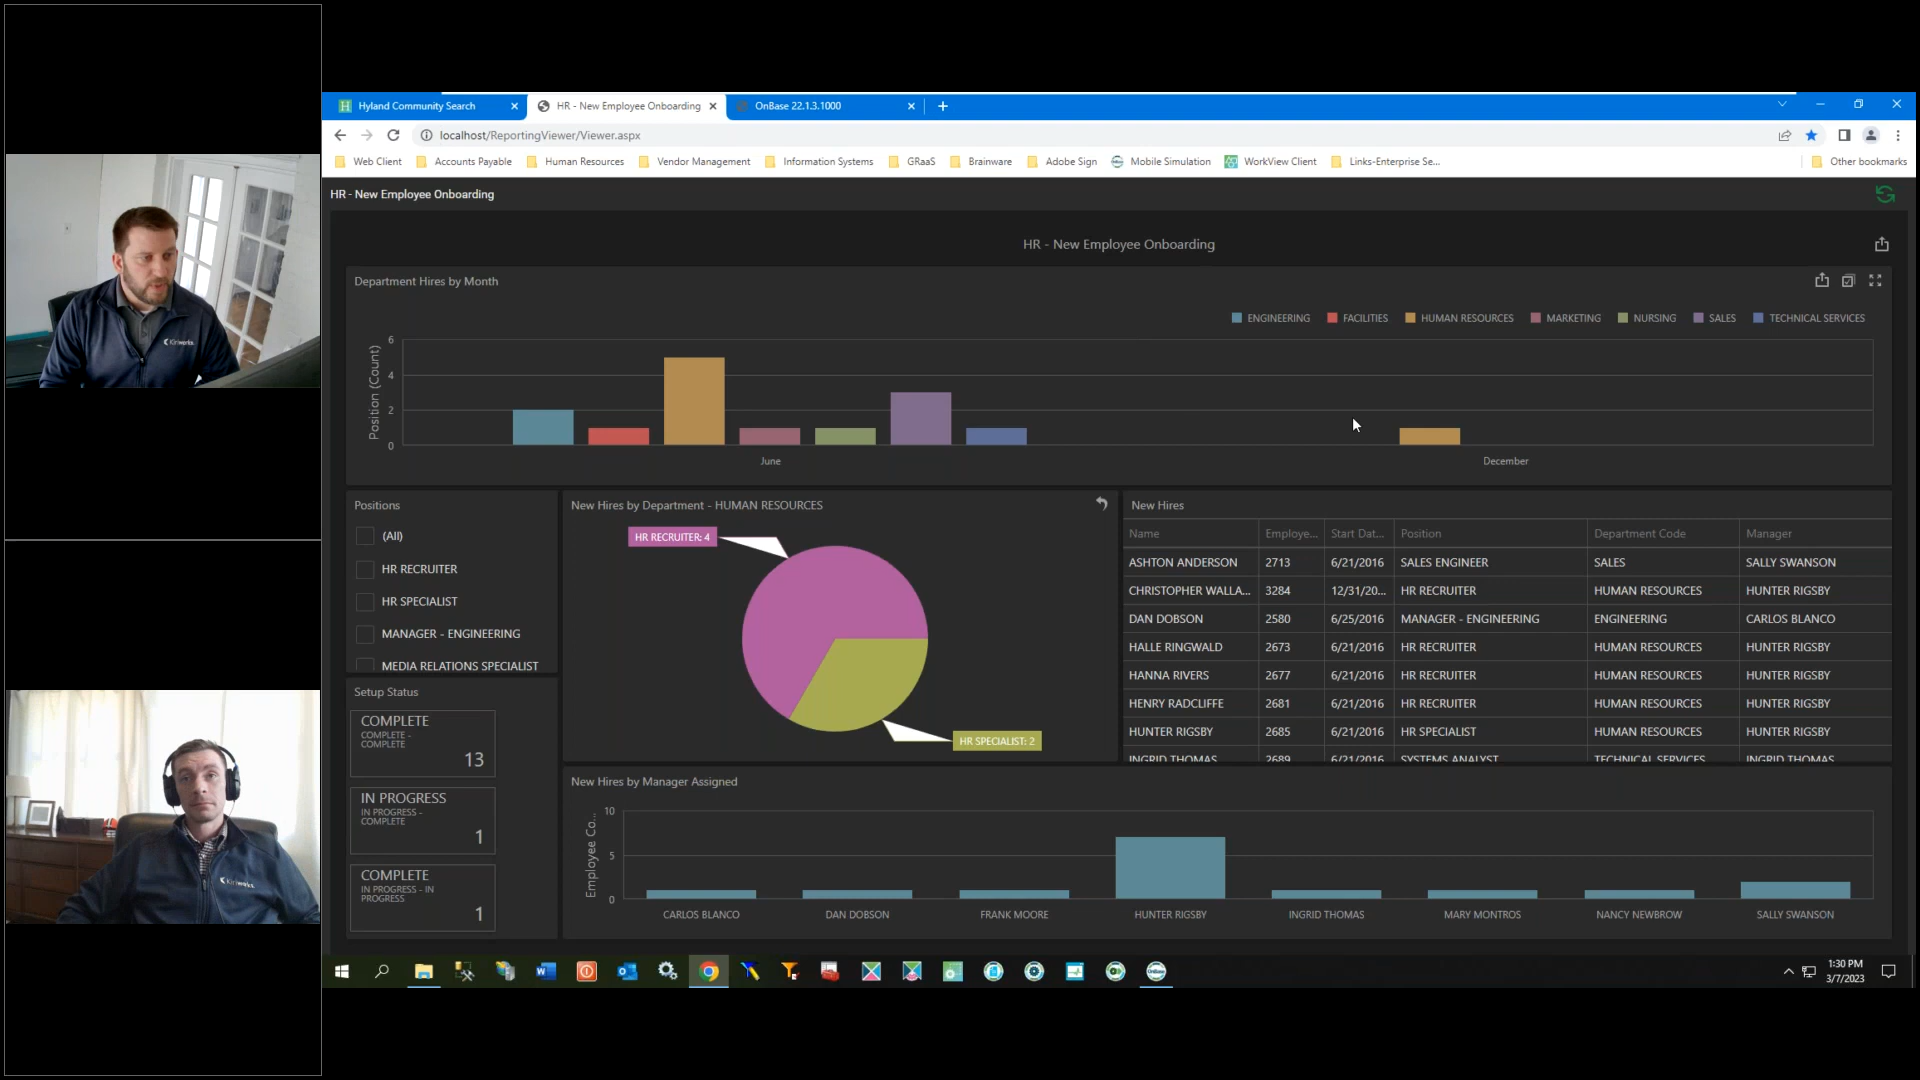 Hyland Community Search
HR - New Employee Onboarding
OnBase 22.1.3.1000
localhost/ReportingViewer/Viewer.aspx
Web Client
Accounts Payable
Human Resources
Vendor Management
Information Systems
GRaaS
Brainware
Adobe Sign
Mobile Simulation
WorkView Client
Links-Enterprise Se...
Other bookmarks
HR - New Employee Onboarding
HR - New Employee Onboarding
Department Hires by Month
ENGINEERING
FACILITIES
HUMAN RESOURCES
MARKETING
NURSING
SALES
TECHNICAL SERVICES
Position (Count)
6
4
2
0
June
December
Positions
(All)
HR RECRUITER
HR SPECIALIST
MANAGER - ENGINEERING
MEDIA RELATIONS SPECIALIST
Setup Status
COMPLETE
COMPLETE -
COMPLETE
13
IN PROGRESS
IN PROGRESS -
COMPLETE
1
COMPLETE
IN PROGRESS - IN
PROGRESS
1
New Hires by Department - HUMAN RESOURCES
HR RECRUITER: 4
HR SPECIALIST: 2
New Hires
Name Employe... Start Dat... Position Department Code Manager
ASHTON ANDERSON 2713 6/21/2016 SALES ENGINEER SALES SALLY SWANSON
CHRISTOPHER WALLA... 3284 12/31/20... HR RECRUITER HUMAN RESOURCES HUNTER RIGSBY
DAN DOBSON 2580 6/25/2016 MANAGER - ENGINEERING ENGINEERING CARLOS BLANCO
HALLE RINGWALD 2673 6/21/2016 HR RECRUITER HUMAN RESOURCES HUNTER RIGSBY
HANNA RIVERS 2677 6/21/2016 HR RECRUITER HUMAN RESOURCES HUNTER RIGSBY
HENRY RADCLIFFE 2681 6/21/2016 HR RECRUITER HUMAN RESOURCES HUNTER RIGSBY
HUNTER RIGSBY 2685 6/21/2016 HR SPECIALIST HUMAN RESOURCES HUNTER RIGSBY
INGRID THOMAS 2689 6/21/2016 SYSTEMS ANALYST TECHNICAL SERVICES INGRID THOMAS
New Hires by Manager Assigned
Employee Co...
10
5
0
CARLOS BLANCO
DAN DOBSON
FRANK MOORE
HUNTER RIGSBY
INGRID THOMAS
MARY MONTROS
NANCY NEWBROW
SALLY SWANSON
1:30 PM
3/7/2023